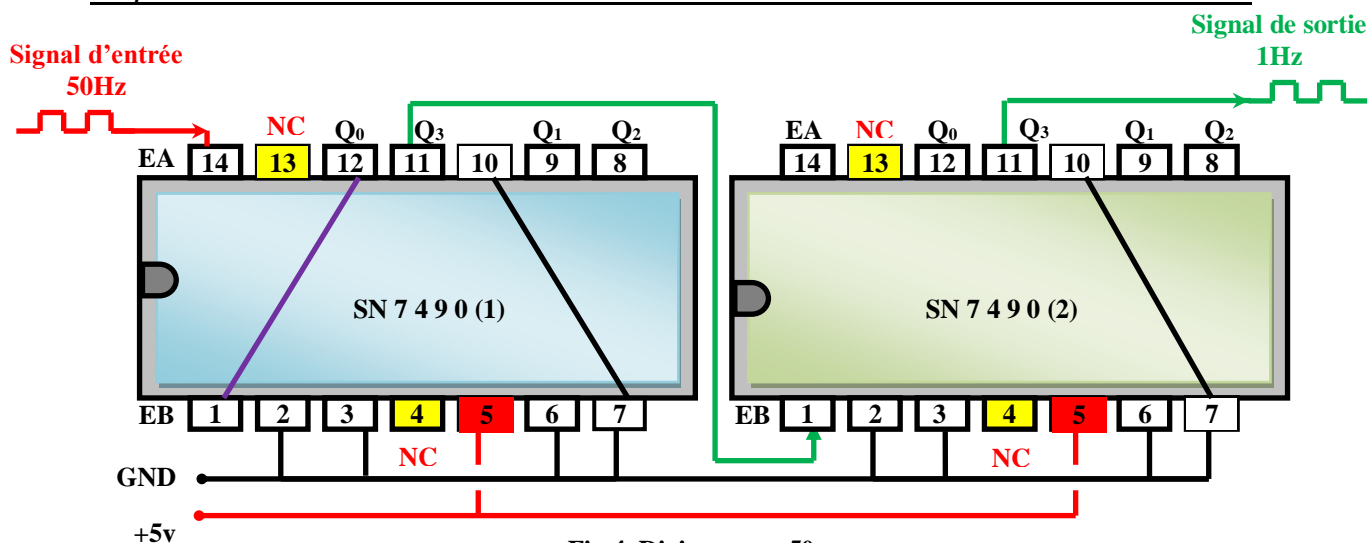 Signal de sortie
1Hz
Signal d'entrée
50Hz
NC Q0 Q3 Q1 Q2
EA 14 13 12 11 10 9 8
EA NC Q0 Q3 Q1 Q2
14 13 12 11 10 9 8
SN 7 4 9 0 (1)
SN 7 4 9 0 (2)
EB 1 2 3 4 5 6 7
EB 1 2 3 4 5 6 7
NC
NC
GND
+5v